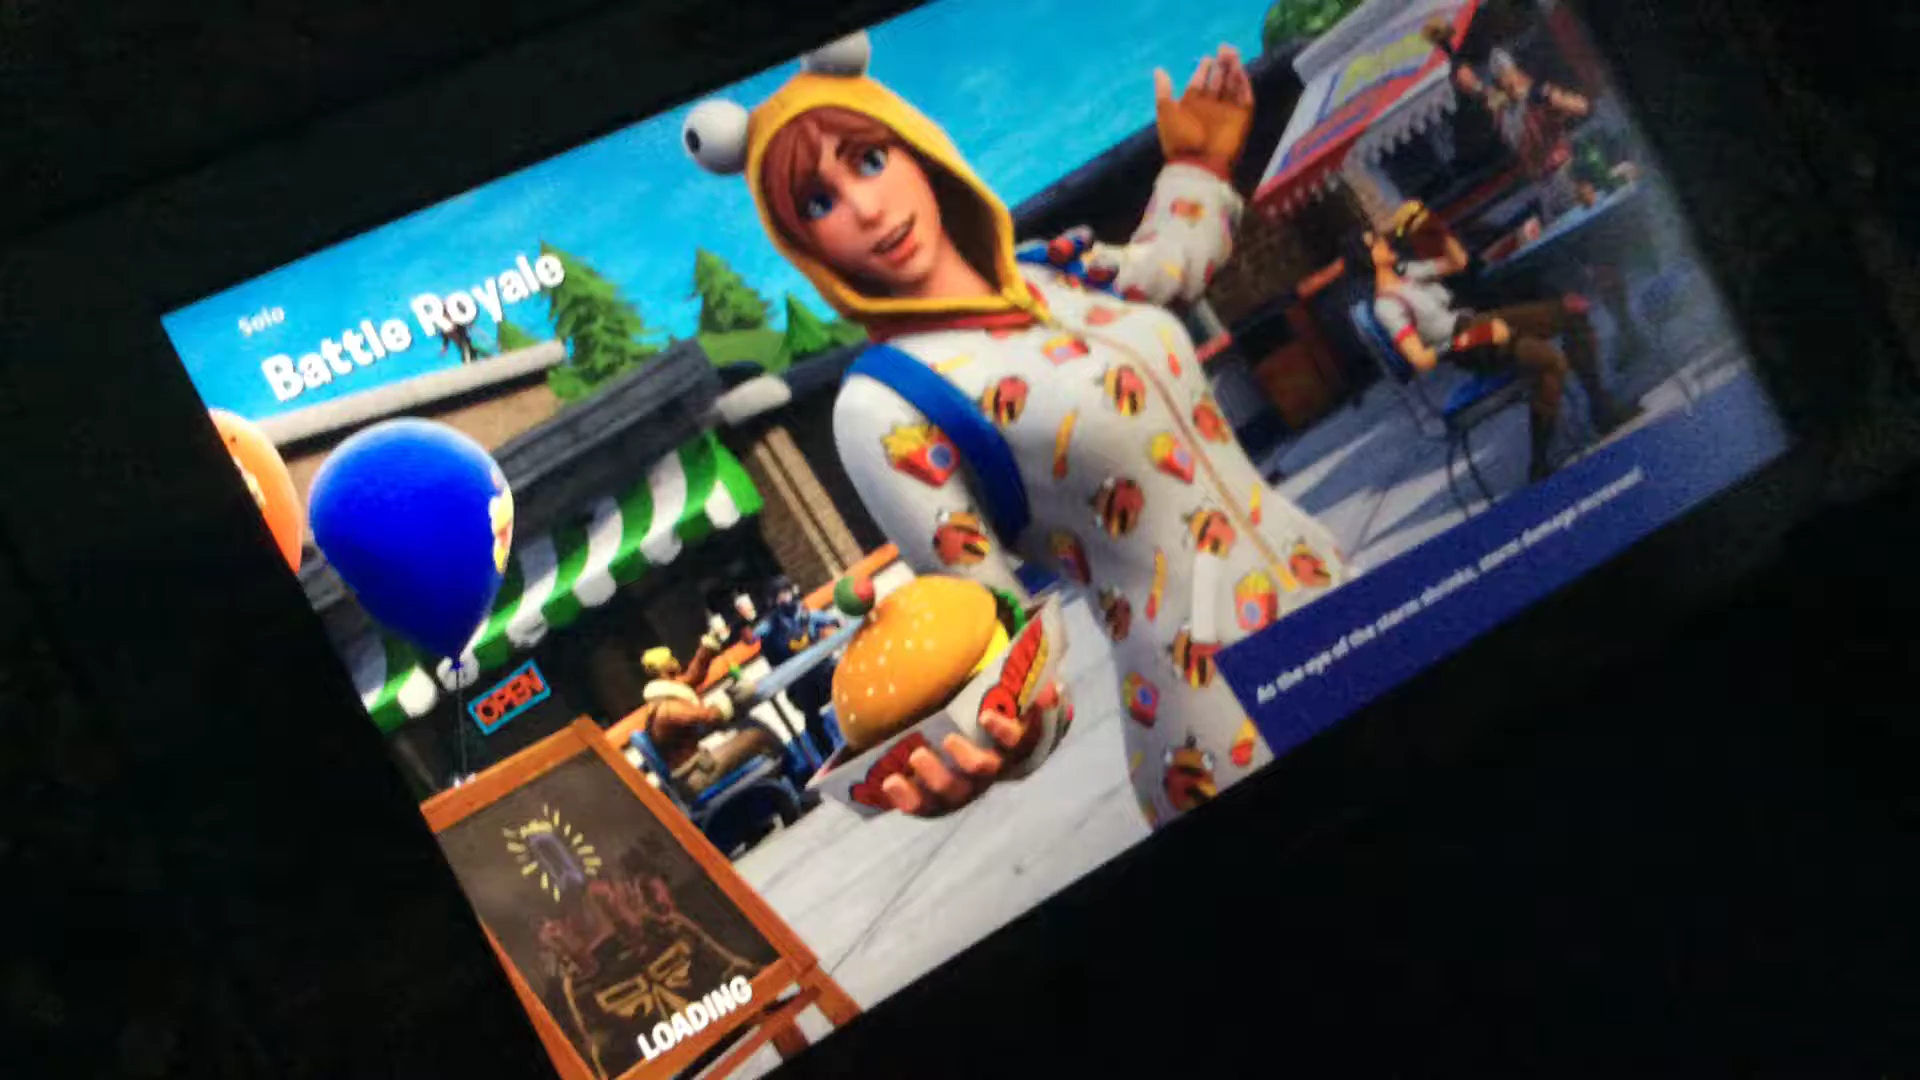 Solo
Battle Royale
OPEN
As the eye of the storm shrinks, storm damage increases!
LOADING